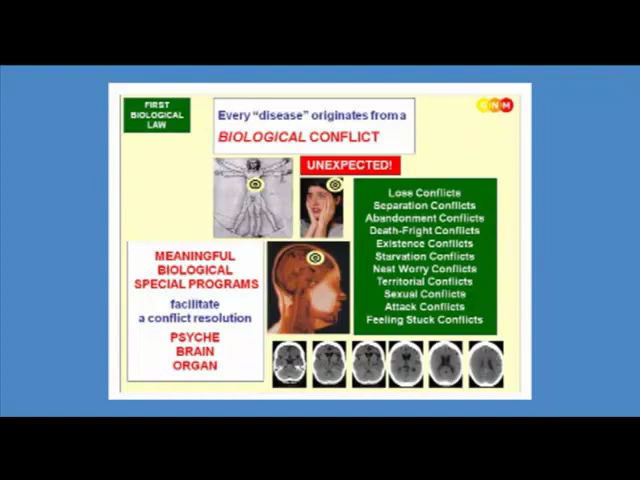 FIRST
BIOLOGICAL
LAW
Every "disease" originates from a
BIOLOGICAL CONFLICT
GNM
UNEXPECTED!
Loss Conflicts
Separation Conflicts
Abandonment Conflicts
Death-Fright Conflicts
Existence Conflicts
Starvation Conflicts
Nest Worry Conflicts
Territorial Conflicts
Sexual Conflicts
Attack Conflicts
Feeling Stuck Conflicts
MEANINGFUL
BIOLOGICAL
SPECIAL PROGRAMS
facilitate
a conflict resolution
PSYCHE
BRAIN
ORGAN